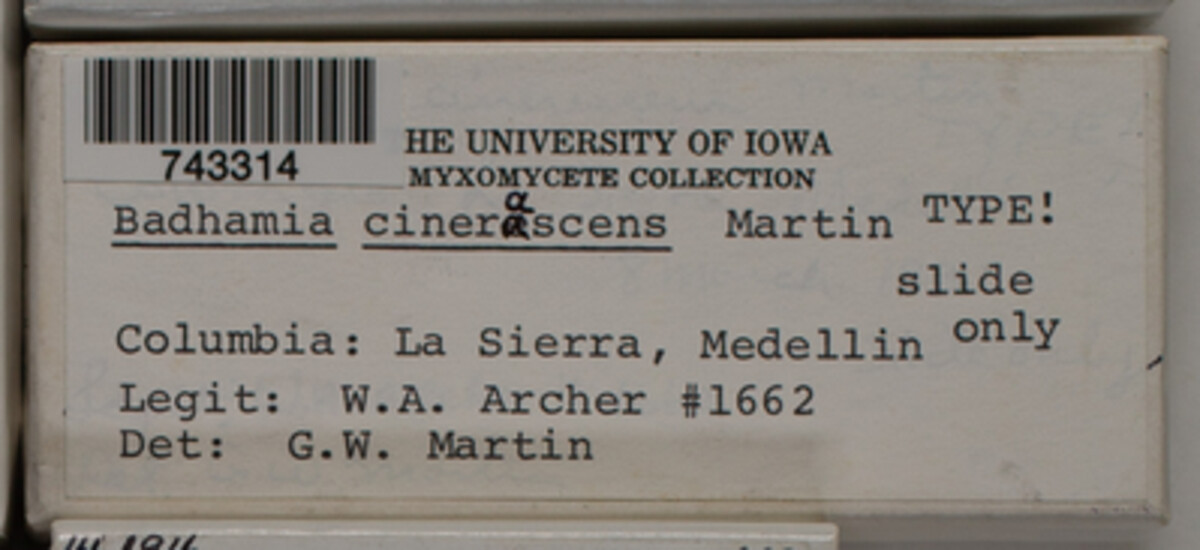 743314
HE UNIVERSITY OF IOWA
MYXOMYCETE COLLECTION
Badhamia cinerascens Martin TYPE!
slide
only
Columbia: La Sierra, Medellin
Legit: W.A. Archer #1662
Det: G.W. Martin